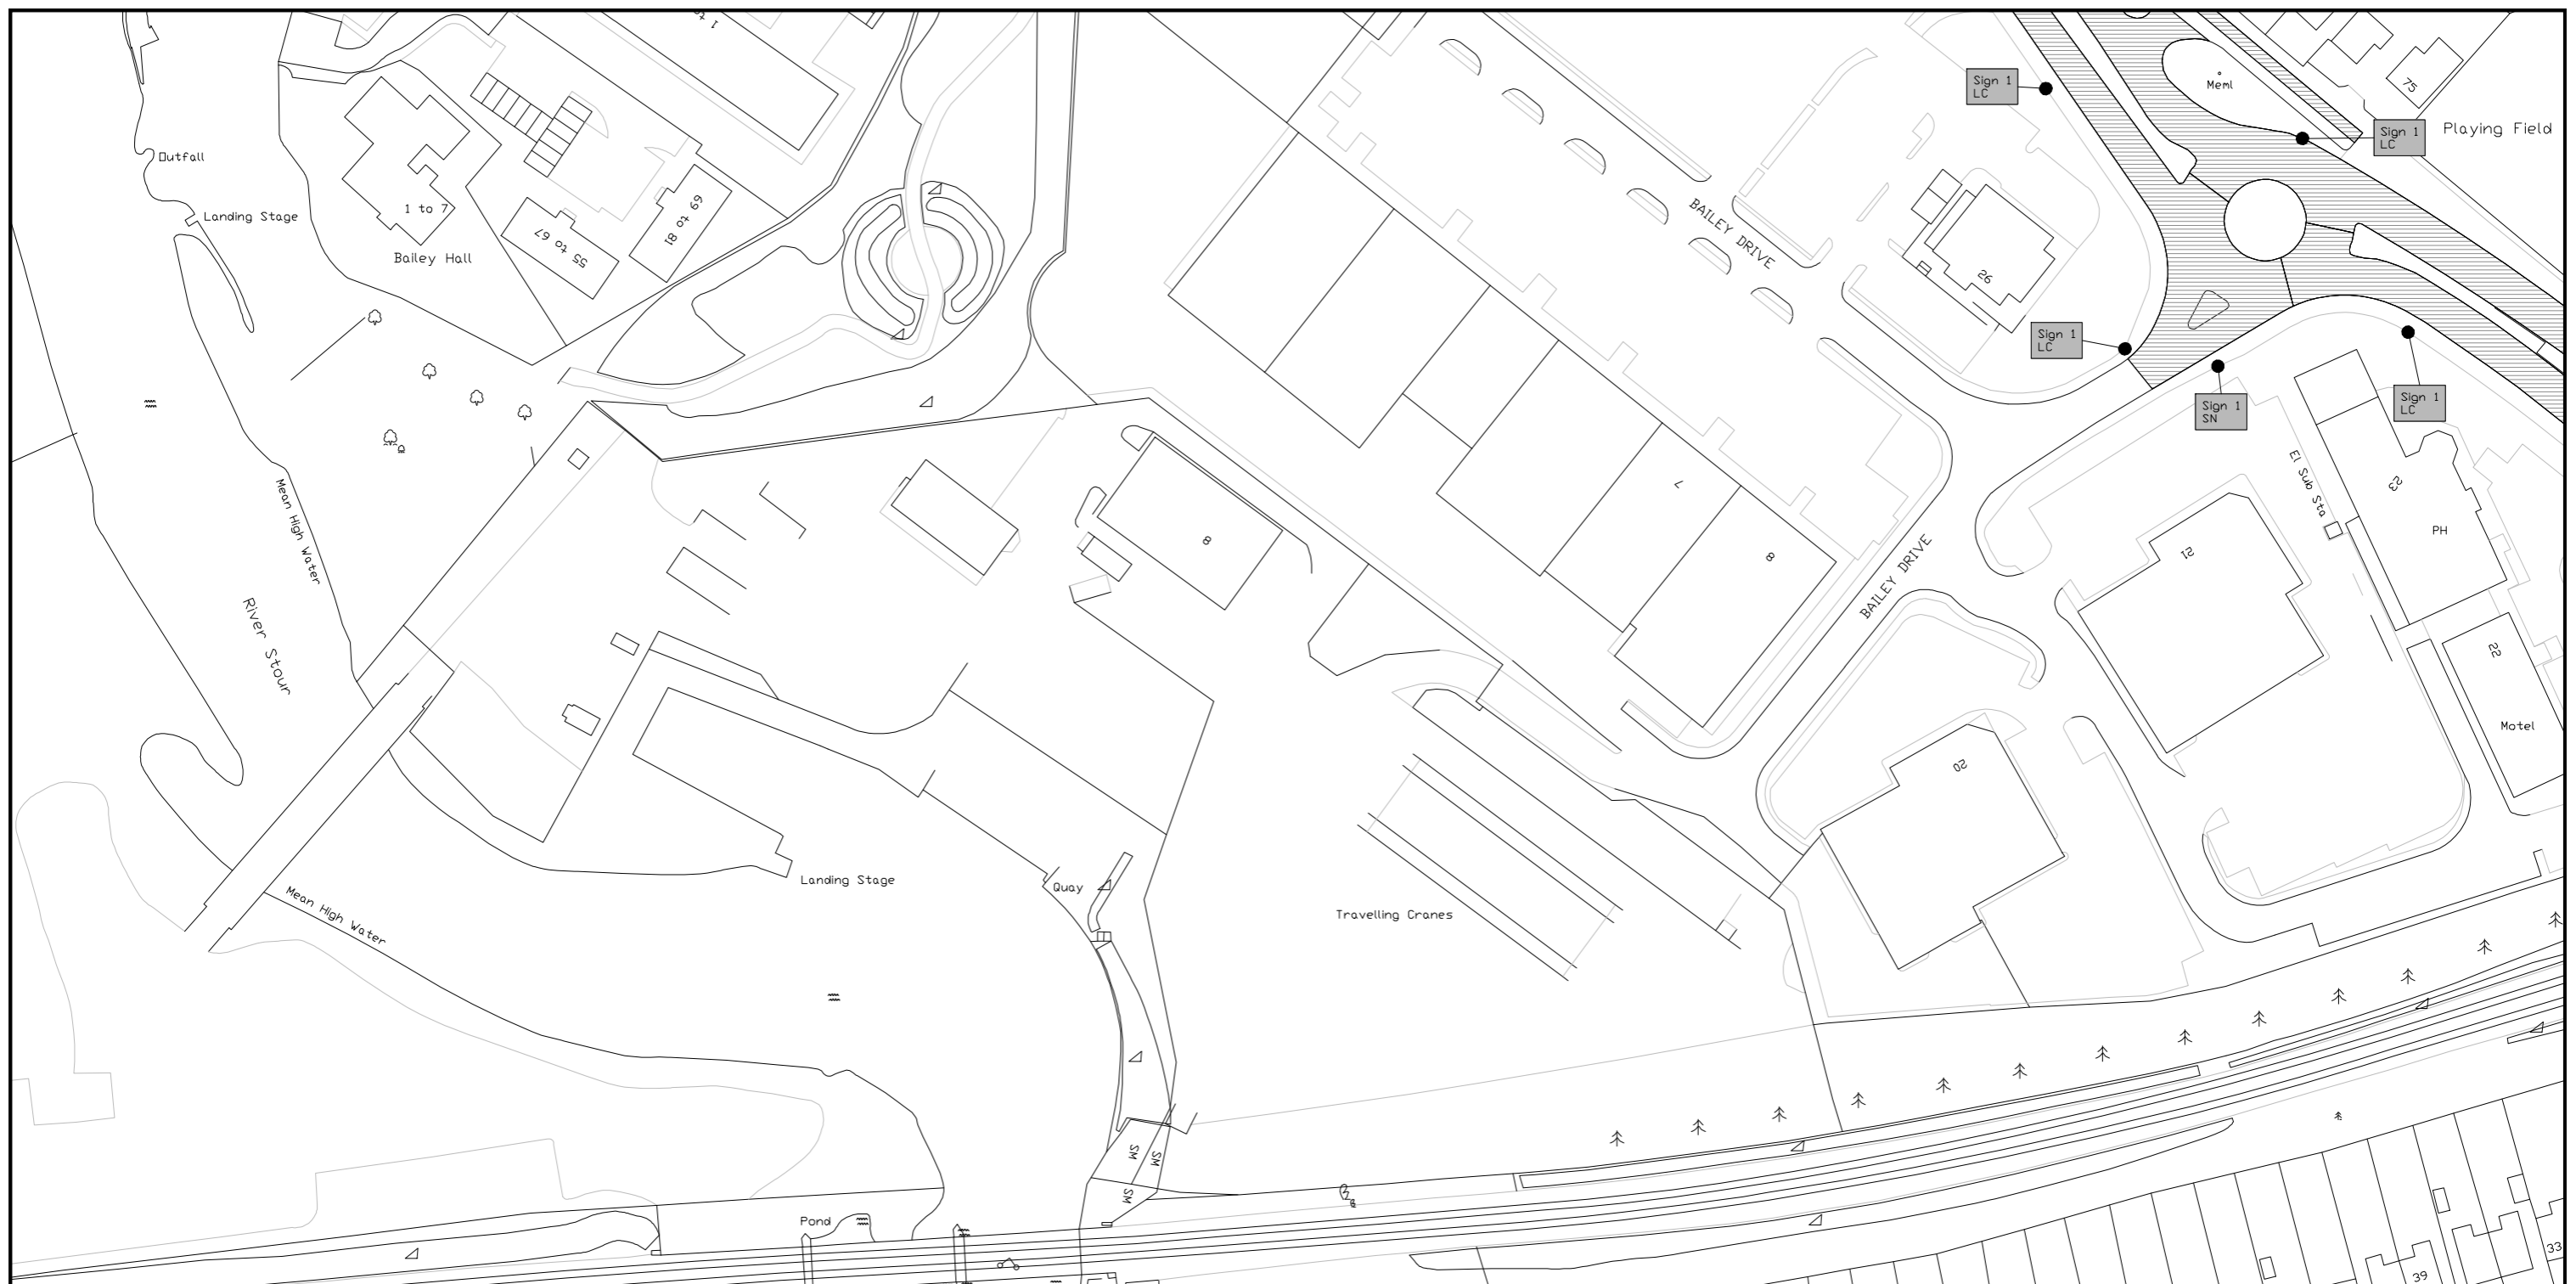 1 to
Sign 1
LC
Meml
75
Sign 1
LC
Playing Field
Outfall
Landing Stage
1 to 7
Bailey Hall
55 to 67
69 to 81
BAILEY DRIVE
26
Sign 1
LC
Sign 1
SN
Sign 1
LC
Mean High Water
River Stour
8
7
8
BAILEY DRIVE
El Sub Sta
23
PH
21
22
Motel
20
Landing Stage
Quay
Travelling Cranes
Mean High Water
SM
SM
SM
Pond
33
39